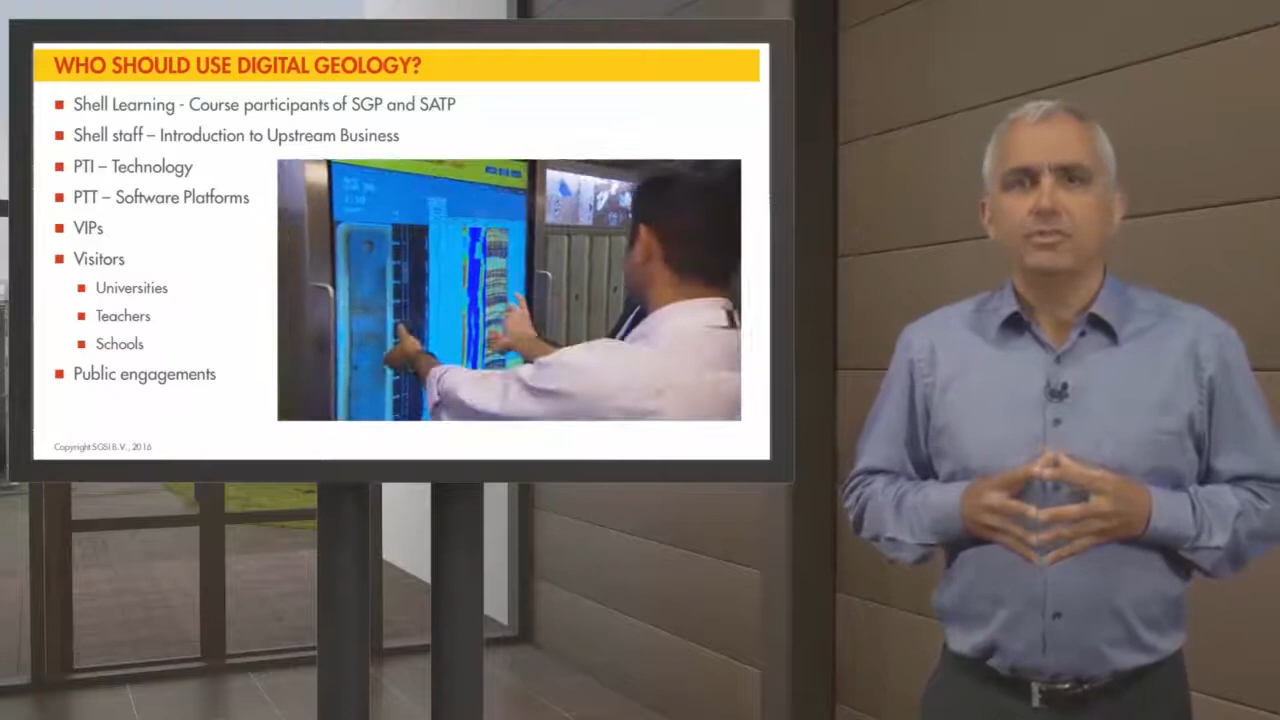 WHO SHOULD USE DIGITAL GEOLOGY?
Shell Learning - Course participants of SGP and SATP
Shell staff – Introduction to Upstream Business
PTI – Technology
PTT – Software Platforms
VIPs
Visitors
Universities
Teachers
Schools
Public engagements
Copyright SGSI B.V., 2016